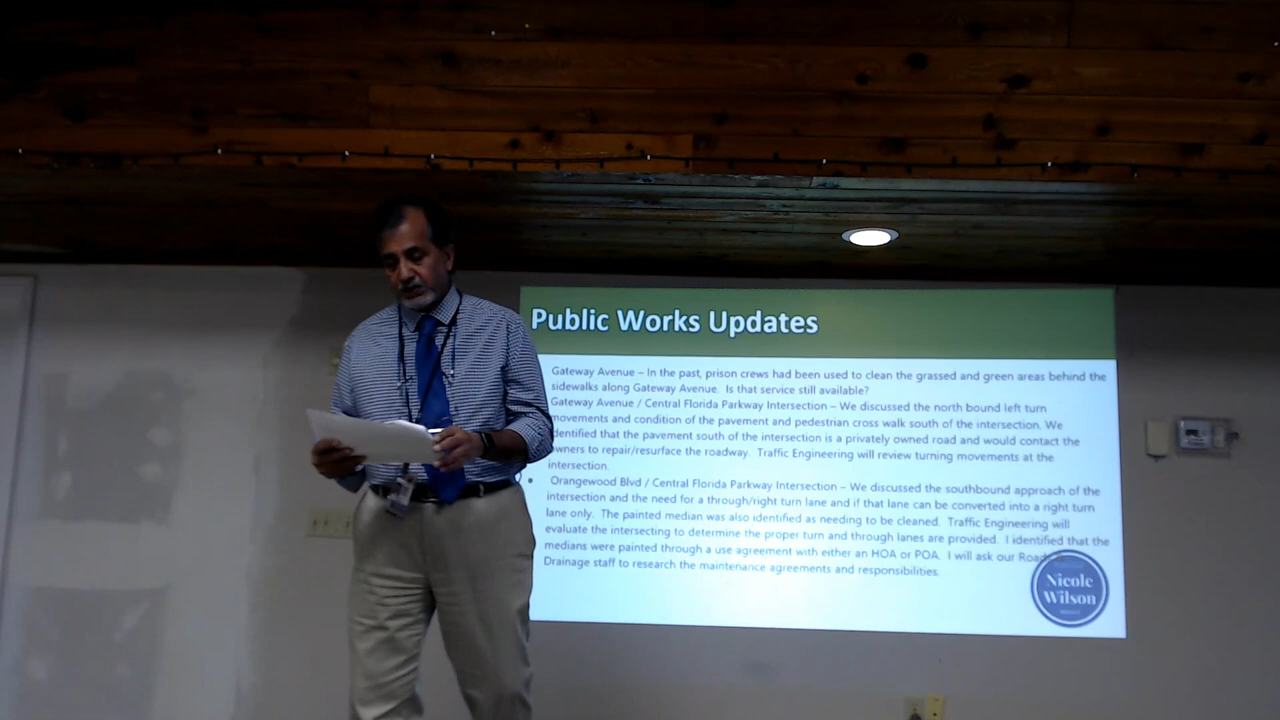 Public Works Updates
Gateway Avenue – In the past, prison crews had been used to clean the grassed and green areas behind the
sidewalks along Gateway Avenue. Is that service still available?
Gateway Avenue / Central Florida Parkway Intersection – We discussed the north bound left turn
movements and condition of the pavement and pedestrian cross walk south of the intersection. We
identified that the pavement south of the intersection is a privately owned road and would contact the
owners to repair/resurface the roadway. Traffic Engineering will review turning movements at the
intersection.
• Orangewood Blvd / Central Florida Parkway Intersection – We discussed the southbound approach of the
intersection and the need for a through/right turn lane and if that lane can be converted into a right turn
lane only. The painted median was also identified as needing to be cleaned. Traffic Engineering will
evaluate the intersecting to determine the proper turn and through lanes are provided. I identified that the
medians were painted through a use agreement with either an HOA or POA. I will ask our Road
Drainage staff to research the maintenance agreements and responsibilities.
Nicole
Wilson